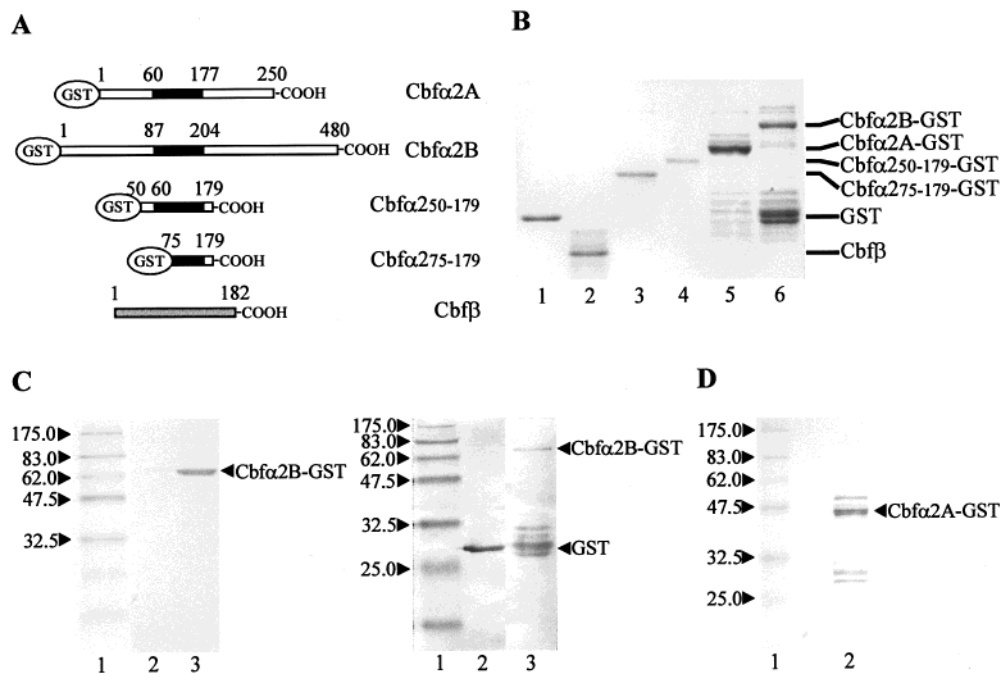 A
1 60 177 250
GST -COOH Cbfα2A
1 87 204 480
GST COOH Cbfα2B
50 60 179
GST -COOH Cbfα250-179
75 179
GST -COOH Cbfα275-179
1 182
-COOH Cbfβ
B
Cbfα2B-GST
Cbfα2A-GST
Cbfα250-179-GST
Cbfα275-179-GST
GST
Cbfβ
1 2 3 4 5 6
C
175.0
83.0
62.0
47.5
32.5
Cbfα2B-GST
1 2 3
175.0
83.0
62.0
47.5
32.5
25.0
Cbfα2B-GST
GST
1 2 3
D
175.0
83.0
62.0
47.5
32.5
25.0
Cbfα2A-GST
1 2